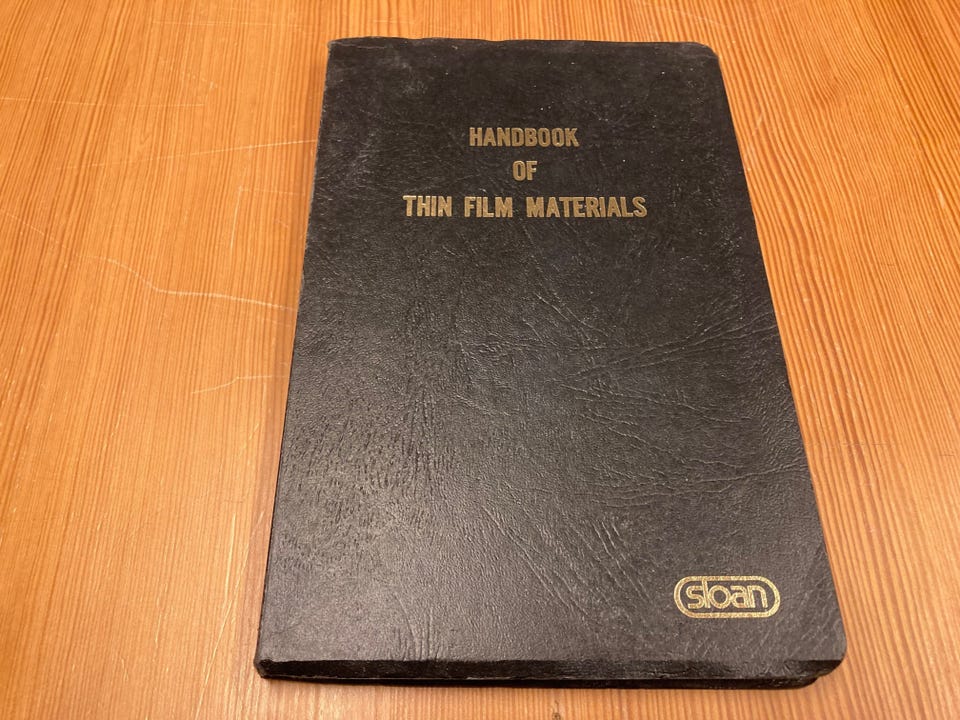 HANDBOOK
OF
THIN FILM MATERIALS
sloan